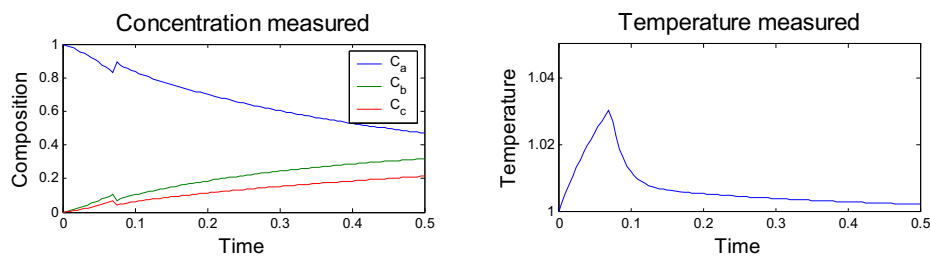 Concentration measured
1
0.8
0.6
0.4
0.2
0
Composition
0 0.1 0.2 0.3 0.4 0.5
Time
C_a
C_b
C_c
Temperature measured
1.04
1.02
1
Temperature
0 0.1 0.2 0.3 0.4 0.5
Time